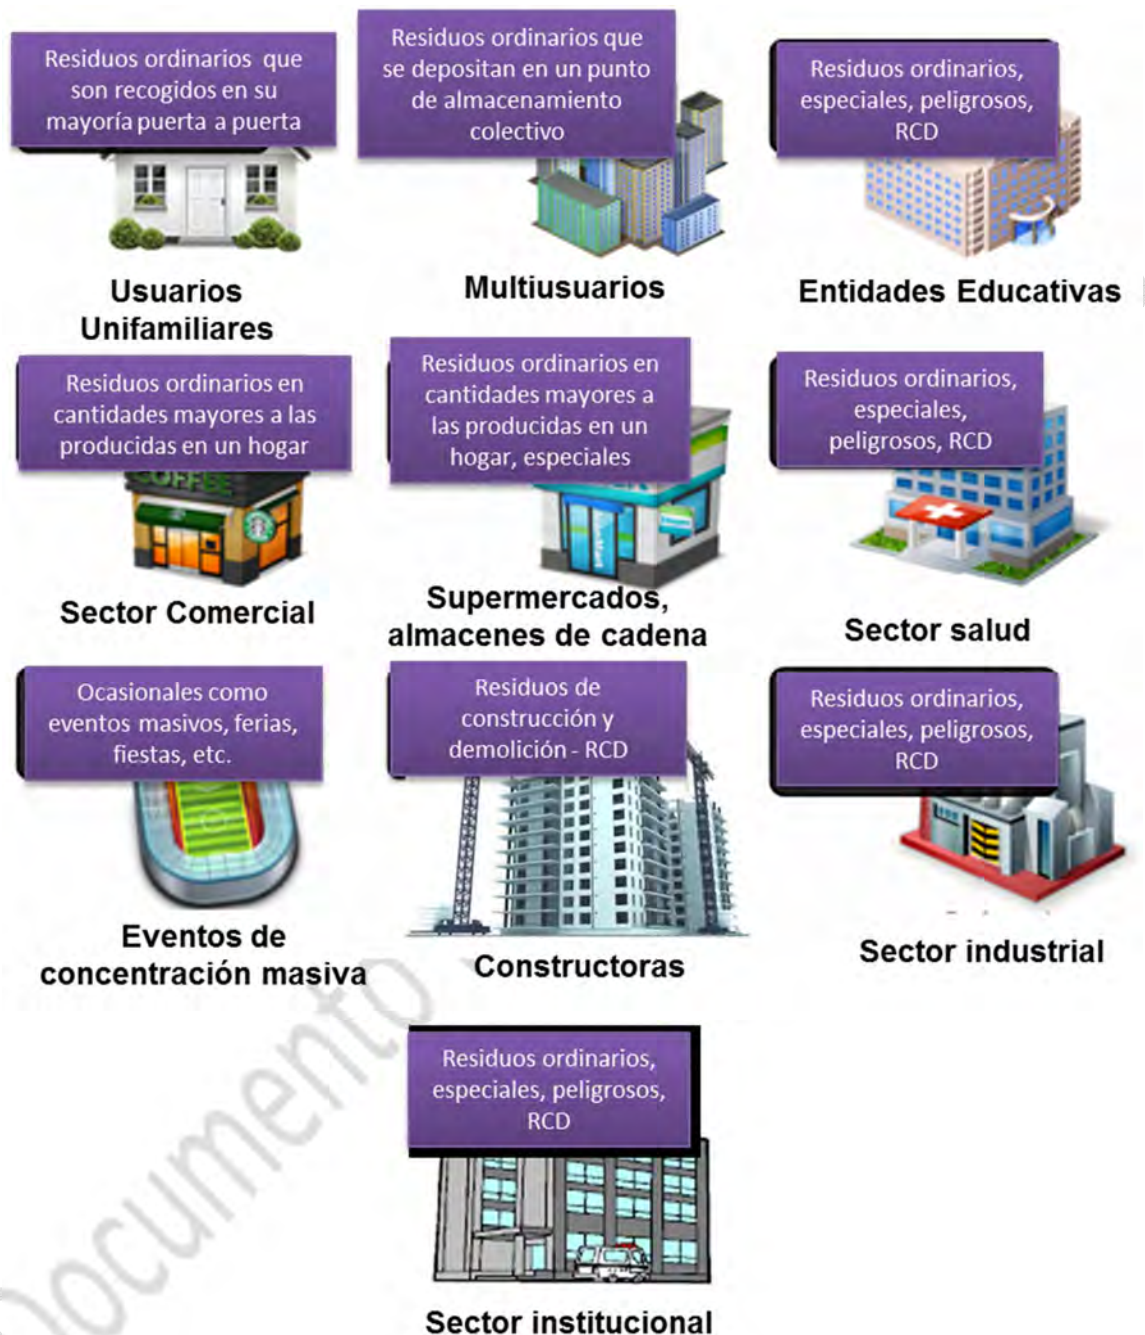 Residuos ordinarios que
son recogidos en su
mayoría puerta a puerta
Usuarios
Unifamiliares
Residuos ordinarios que
se depositan en un punto
de almacenamiento
colectivo
Multiusuarios
Residuos ordinarios,
especiales, peligrosos,
RCD
Entidades Educativas
Residuos ordinarios en
cantidades mayores a las
producidas en un hogar
COFFEE
Sector Comercial
Residuos ordinarios en
cantidades mayores a
las producidas en un
hogar, especiales
Supermercados,
almacenes de cadena
Residuos ordinarios,
especiales,
peligrosos, RCD
Sector salud
Ocasionales como
eventos masivos, ferias,
fiestas, etc.
Eventos de
concentración masiva
Residuos de
construcción y
demolición - RCD
Constructoras
Residuos ordinarios,
especiales, peligrosos,
RCD
Sector industrial
Residuos ordinarios,
especiales, peligrosos,
RCD
Sector institucional
Documento